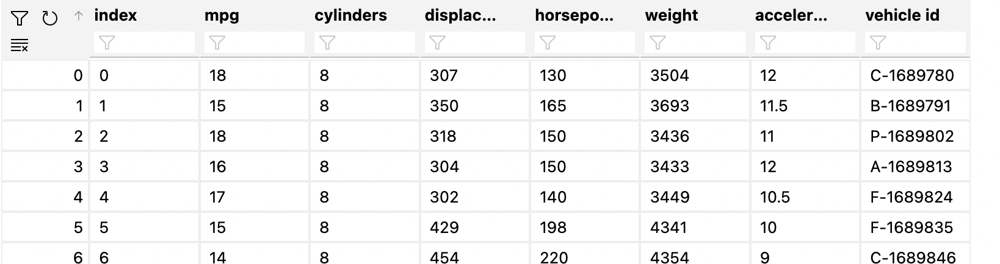 index mpg cylinders displac... horsepo... weight acceler... vehicle id
0 0 18 8 307 130 3504 12 C-1689780
1 1 15 8 350 165 3693 11.5 B-1689791
2 2 18 8 318 150 3436 11 P-1689802
3 3 16 8 304 150 3433 12 A-1689813
4 4 17 8 302 140 3449 10.5 F-1689824
5 5 15 8 429 198 4341 10 F-1689835
6 6 14 8 454 220 4354 9 C-1689846